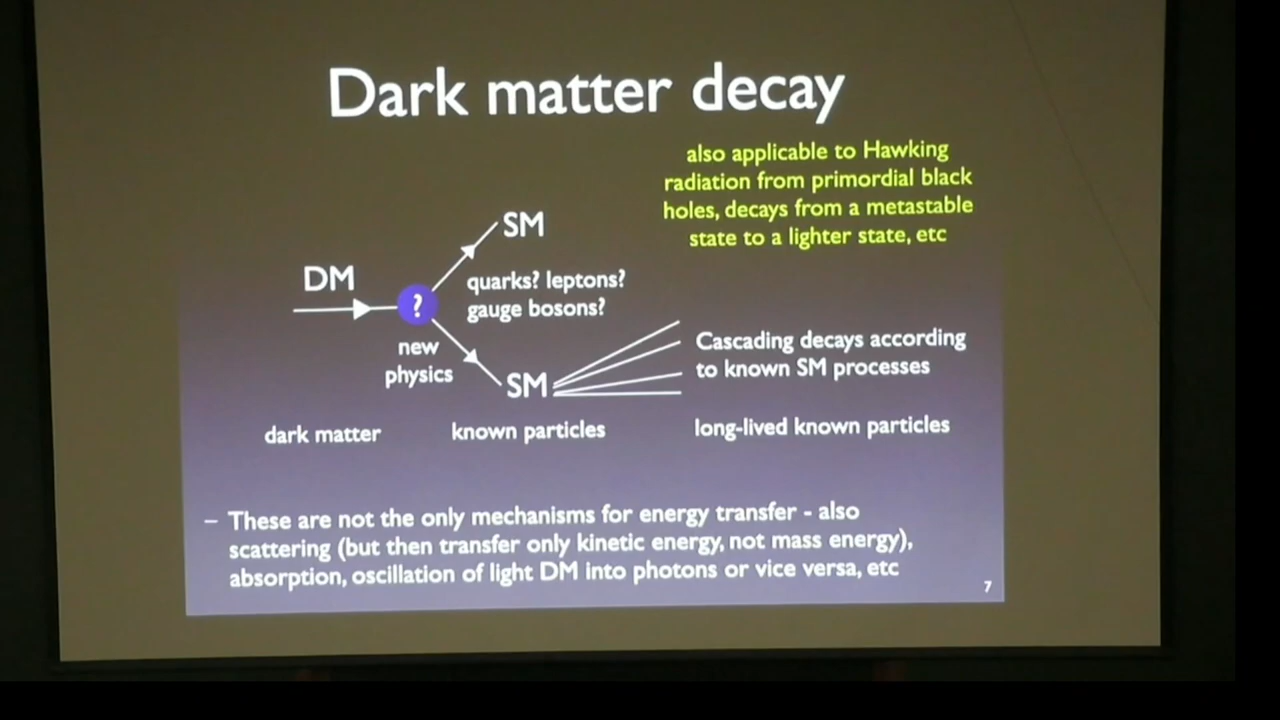 Dark matter decay
also applicable to Hawking
radiation from primordial black
holes, decays from a metastable
state to a lighter state, etc
SM
DM
?
quarks? leptons?
gauge bosons?
new
physics
SM
Cascading decays according
to known SM processes
dark matter
known particles
long-lived known particles
– These are not the only mechanisms for energy transfer - also
scattering (but then transfer only kinetic energy, not mass energy),
absorption, oscillation of light DM into photons or vice versa, etc
7